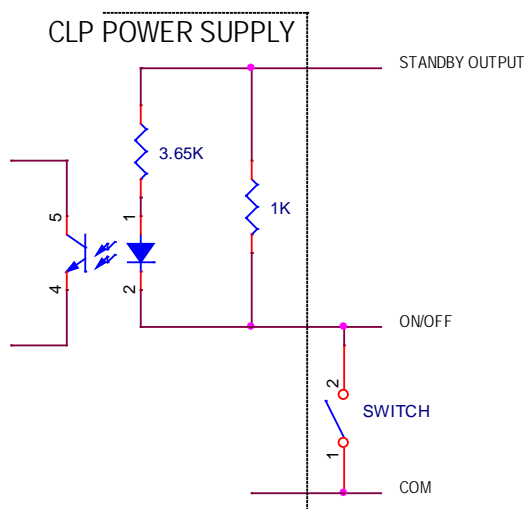 CLP POWER SUPPLY
STANDBY OUTPUT
3.65K
1K
5
4
1
2
ON/OFF
2
SWITCH
1
COM